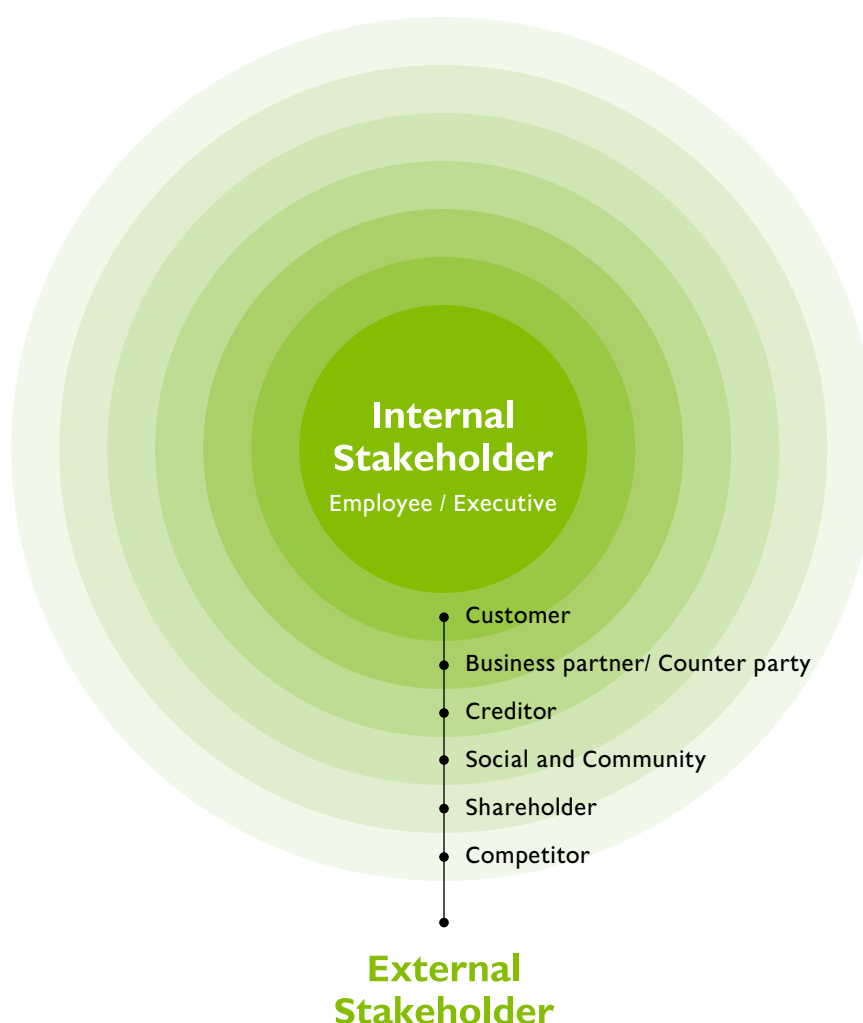 Internal
Stakeholder
Employee / Executive
Customer
Business partner/ Counter party
Creditor
Social and Community
Shareholder
Competitor
External
Stakeholder